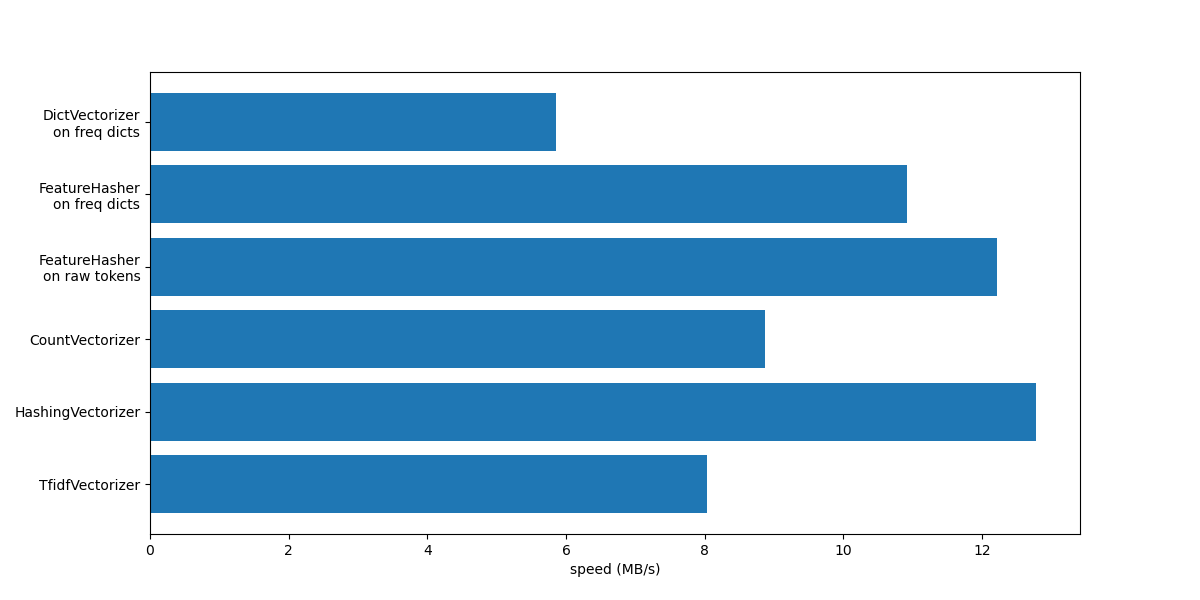 DictVectorizer
on freq dicts
FeatureHasher
on freq dicts
FeatureHasher
on raw tokens
CountVectorizer
HashingVectorizer
TfidfVectorizer
0 2 4 6 8 10 12
speed (MB/s)